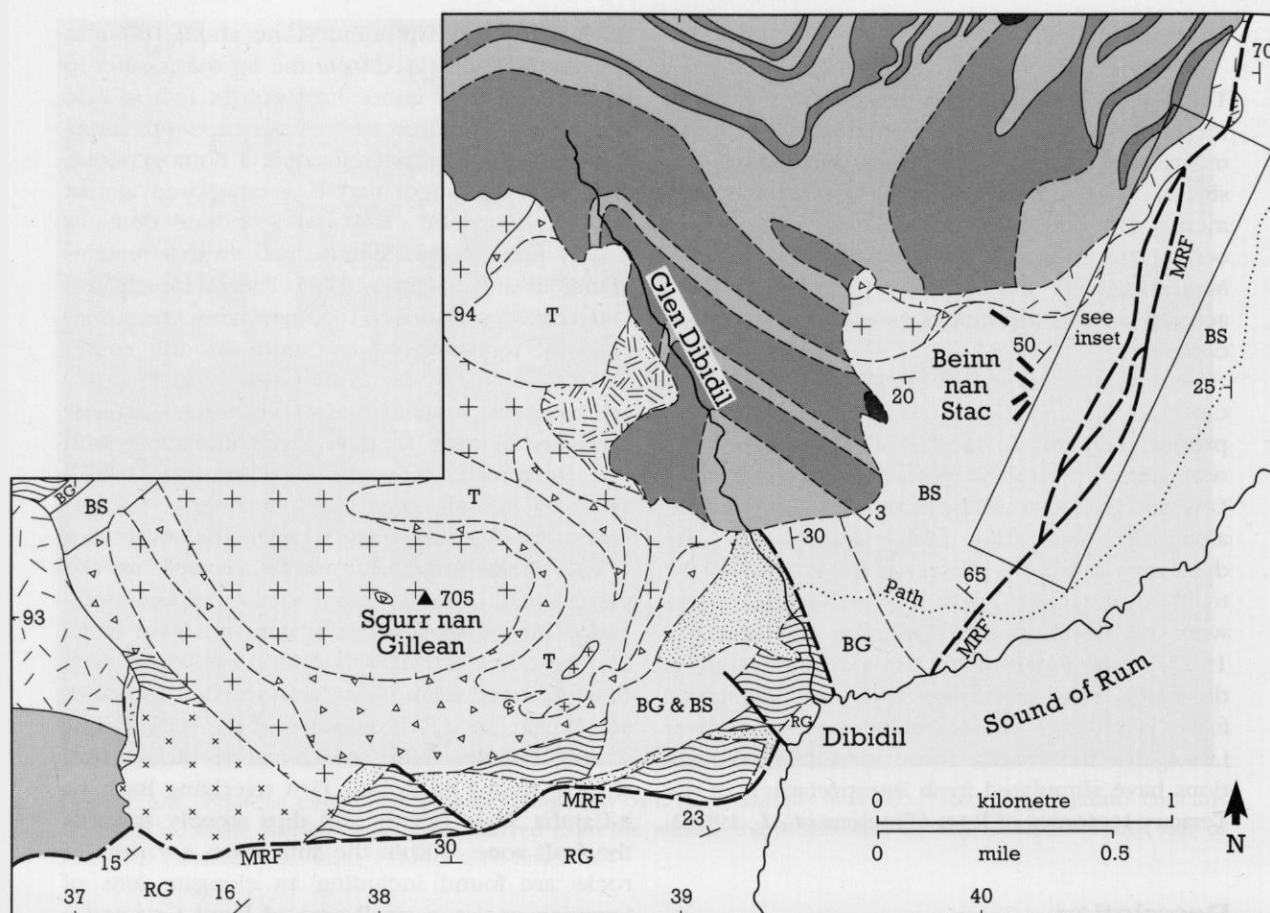 70
MRF
94
T
Glen Dibidil
see
inset
50
BS
Beinn
nan
Stac
25
20
BG
BS
T
BS
3
30
Path
65
93
705
Sgurr nan
Gillean
T
BG
MRF
Sound of Rum
BG & BS
RG
Dibidil
MRF
0 kilometre 1
23
0 mile 0.5
N
15
MRF
30
RG
RG
16
37
38
39
40